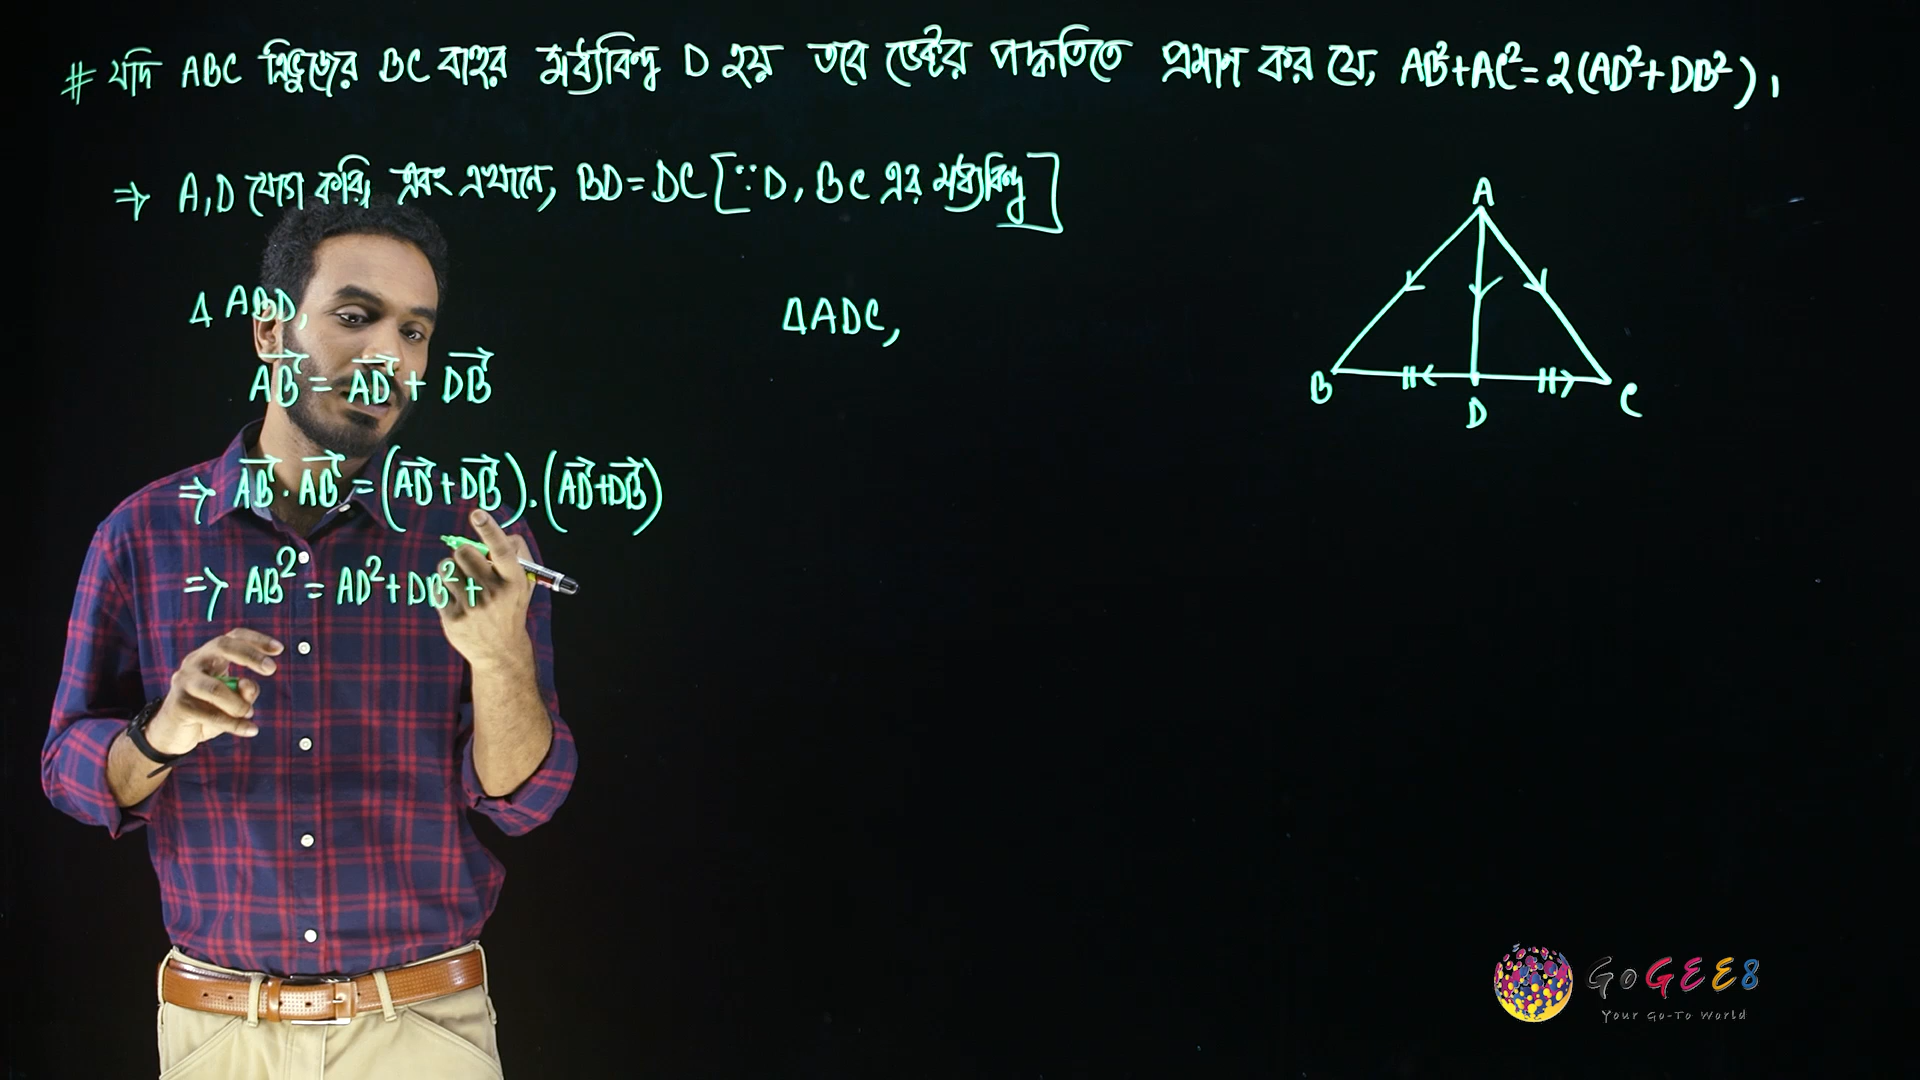 # যদি ABC ত্রিভুজের BC বাহুর মধ্যবিন্দু D হয় তবে ভেক্টর পদ্ধতিতে প্রমাণ কর যে, AB²+AC²=2(AD²+DB²)।
⇒ A,D যোগ করি, এবং এখানে, BD=DC [∵D, BC এর মধ্যবিন্দু]
A
Δ ABD,
ΔADC,
AB⃗ = AD⃗ + DB⃗
B
D
C
⇒ AB⃗ . AB⃗ = (AD⃗ + DB⃗).(AD⃗+DB⃗)
⇒ AB² = AD²+DB²+
GoGEE8
Your Go-To World